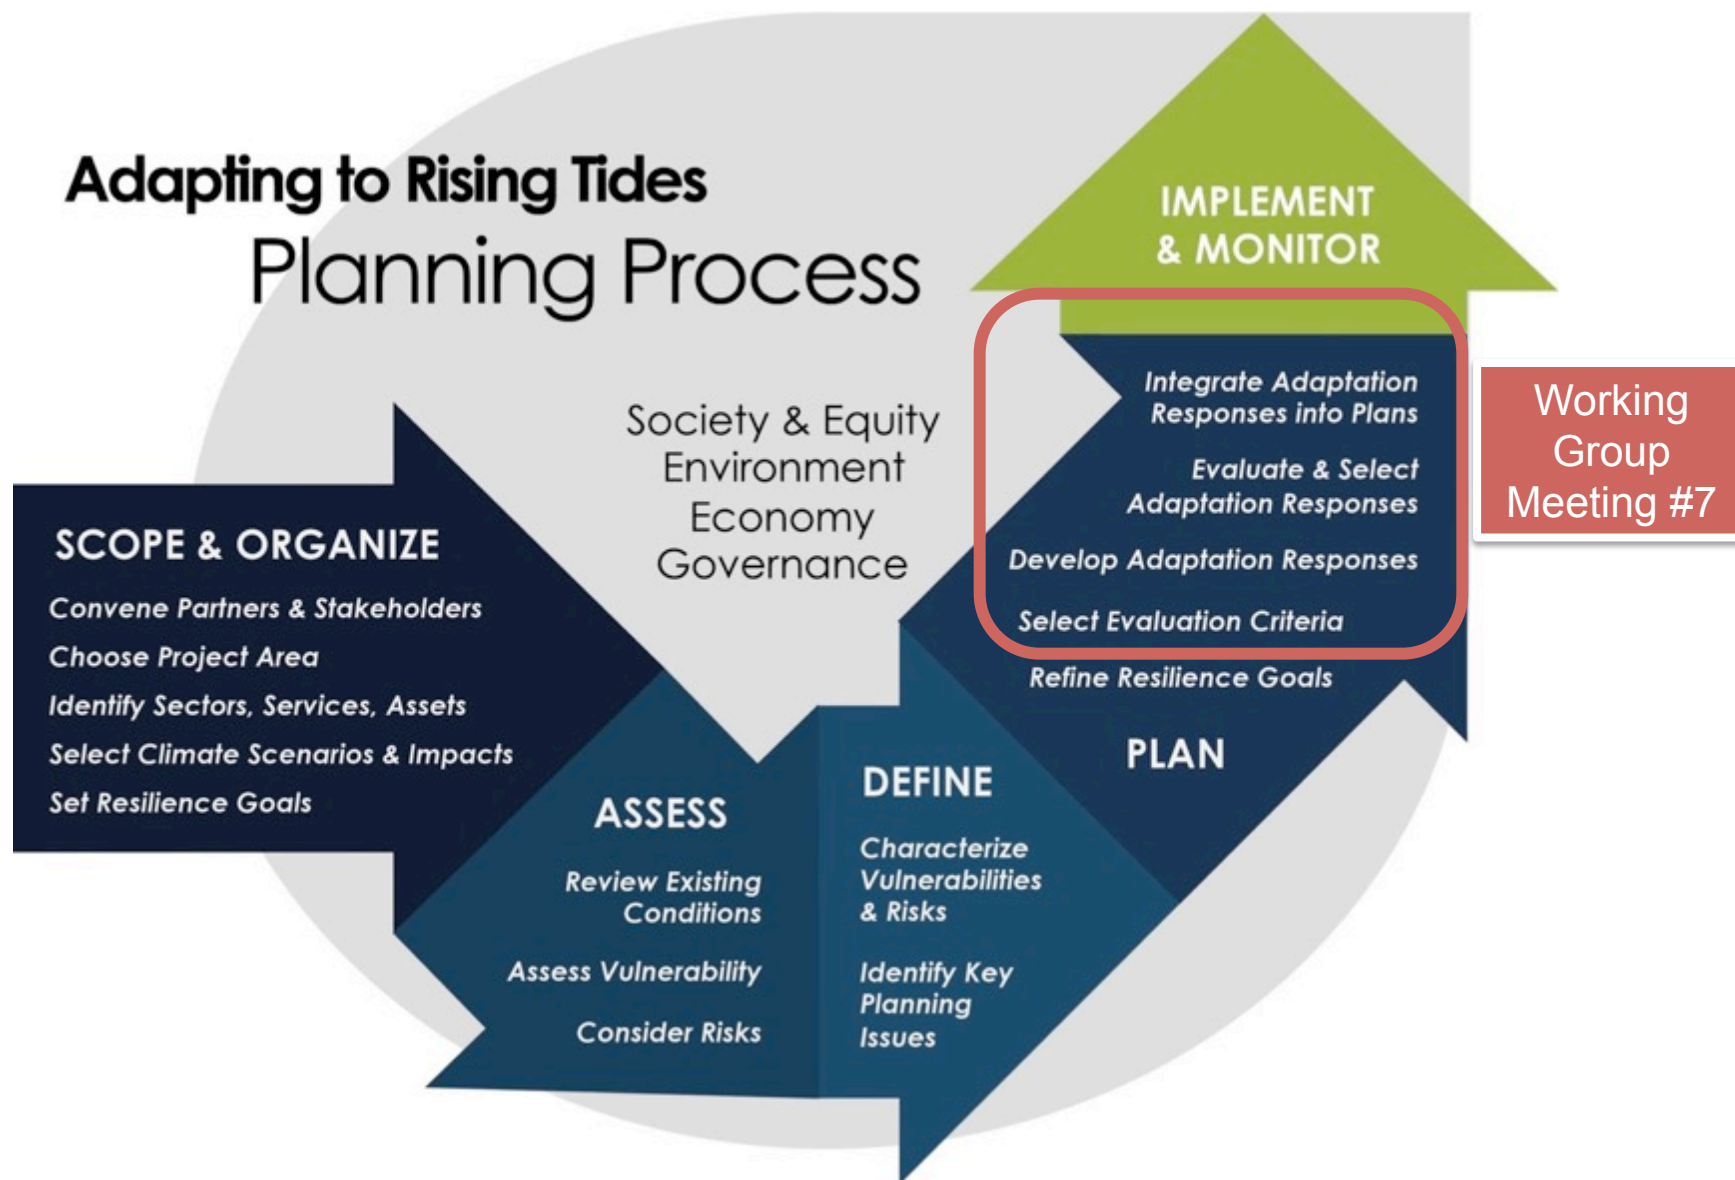 Adapting to Rising Tides
Planning Process
Society & Equity
Environment
Economy
Governance
SCOPE & ORGANIZE
Convene Partners & Stakeholders
Choose Project Area
Identify Sectors, Services, Assets
Select Climate Scenarios & Impacts
Set Resilience Goals
ASSESS
Review Existing
Conditions
Assess Vulnerability
Consider Risks
DEFINE
Characterize
Vulnerabilities
& Risks
Identify Key
Planning
Issues
IMPLEMENT
& MONITOR
Integrate Adaptation
Responses into Plans
Evaluate & Select
Adaptation Responses
Develop Adaptation Responses
Select Evaluation Criteria
Refine Resilience Goals
PLAN
Working
Group
Meeting #7